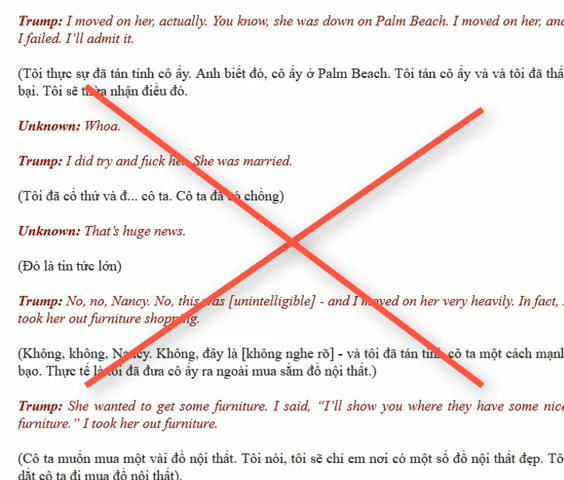 Trump: I moved on her, actually. You know, she was down on Palm Beach. I moved on her, and
I failed. I'll admit it.
(Tôi thực sự đã tán tỉnh cô ấy. Anh biết đó, cô ấy ở Palm Beach. Tôi tán cô ấy và và tôi đã
bại. Tôi sẽ thừa nhận điều đó.
Unknown: Whoa.
Trump: I did try and fuck her. She was married.
(Tôi đã cố thử và đ... cô ta. Cô ta đã có chồng)
Unknown: That's huge news.
(Đó là tin tức lớn)
Trump: No, no, Nancy. No, this was [unintelligible] - and I moved on her very heavily. In fact,
took her out furniture shopping.
(Không, không, Nancy. Không, đây là [không nghe rõ] - và tôi đã tán tỉnh cô ta một cách mạnh
bạo. Thực tế là tôi đã đưa cô ấy ra ngoài mua sắm đồ nội thất.)
Trump: She wanted to get some furniture. I said, “I'll show you where they have some nice
furniture.” I took her out furniture.
(Cô ta muốn mua một vài đồ nội thất. Tôi nói, tôi sẽ chỉ em nơi có một số đồ nội thất đẹp.
dắt cô ta đi mua đồ nội thất).